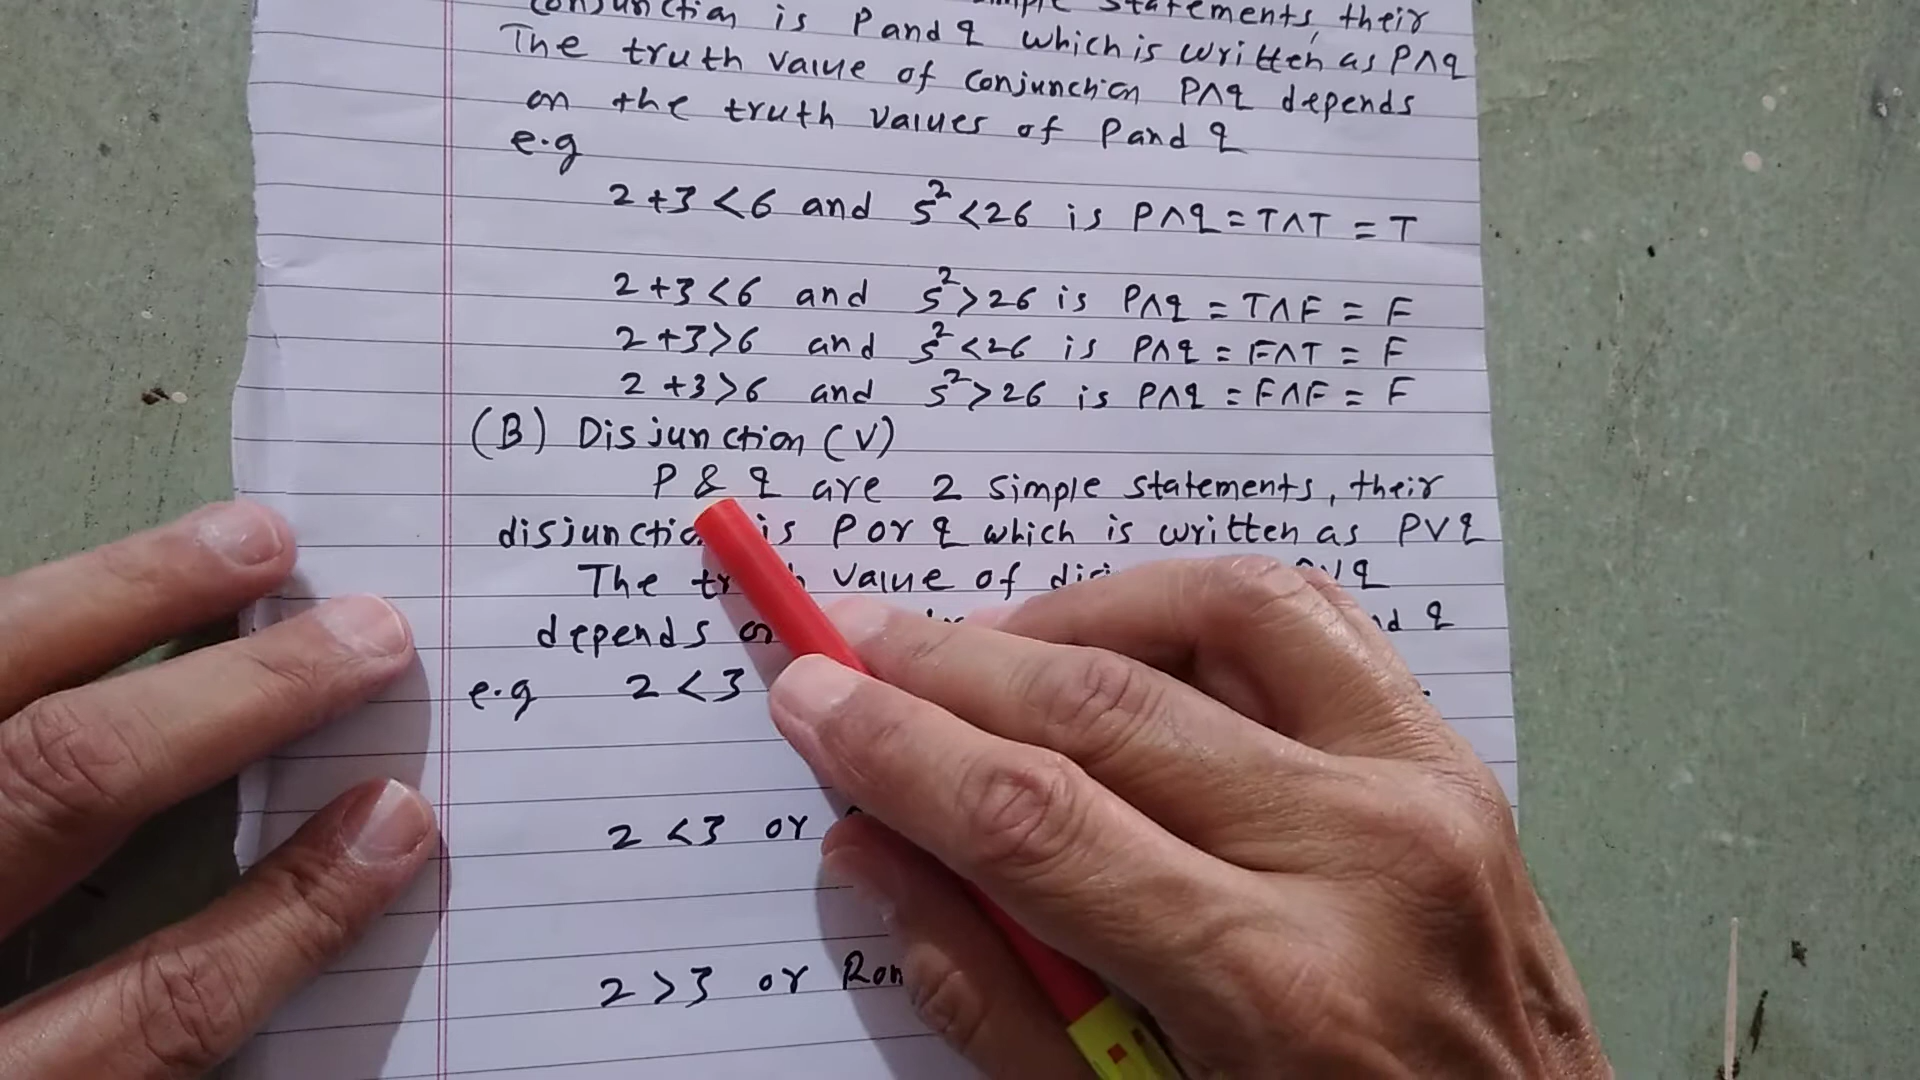 Conjunction is P and q which is written as P∧q
statements, their
The truth value of conjunction P∧q depends
on the truth values of P and q
e.g
2+3<6 and 5²<26 is P∧q = T∧T = T
2+3<6 and 5²>26 is P∧q = T∧F = F
2+3>6 and 5²<26 is P∧q = F∧T = F
2+3>6 and 5²>26 is P∧q = F∧F = F
(B) Disjunction (V)
P & q are 2 simple statements, their
disjunction is P or q which is written as PVq
The value of PVq
depends on q
e.g 2<3
2<3 or
2>3 or